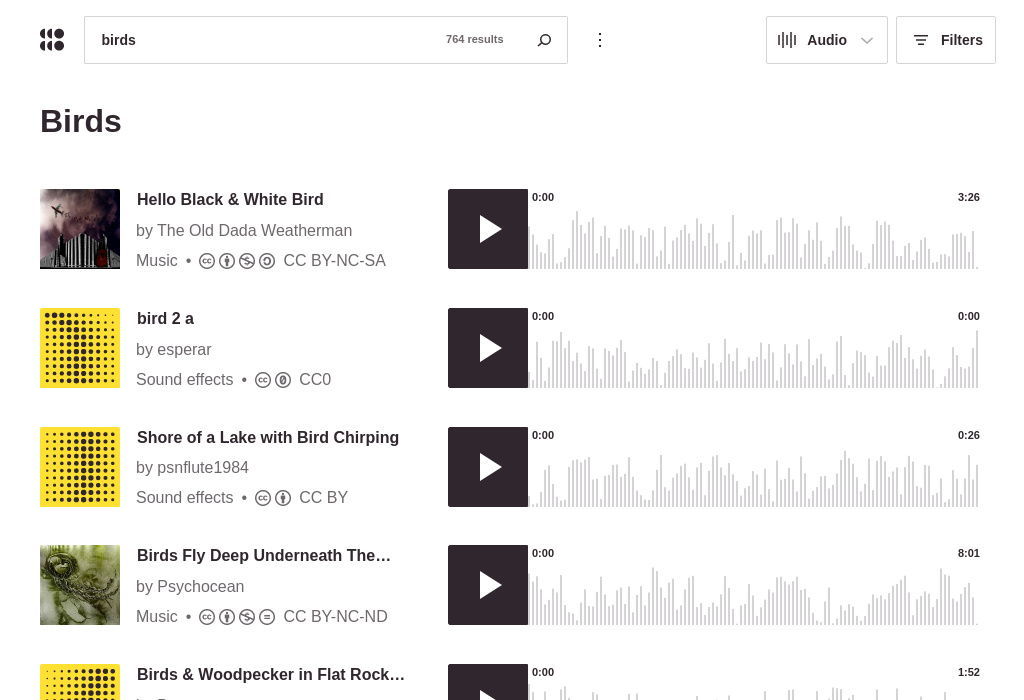 birds
764 results
Audio
Filters
Birds
Hello Black & White Bird
by The Old Dada Weatherman
Music • CC BY-NC-SA
0:00
3:26
bird 2 a
by esperar
Sound effects • CC0
0:00
0:00
Shore of a Lake with Bird Chirping
by psnflute1984
Sound effects • CC BY
0:00
0:26
Birds Fly Deep Underneath The…
by Psychocean
Music • CC BY-NC-ND
0:00
8:01
Birds & Woodpecker in Flat Rock…
0:00
1:52